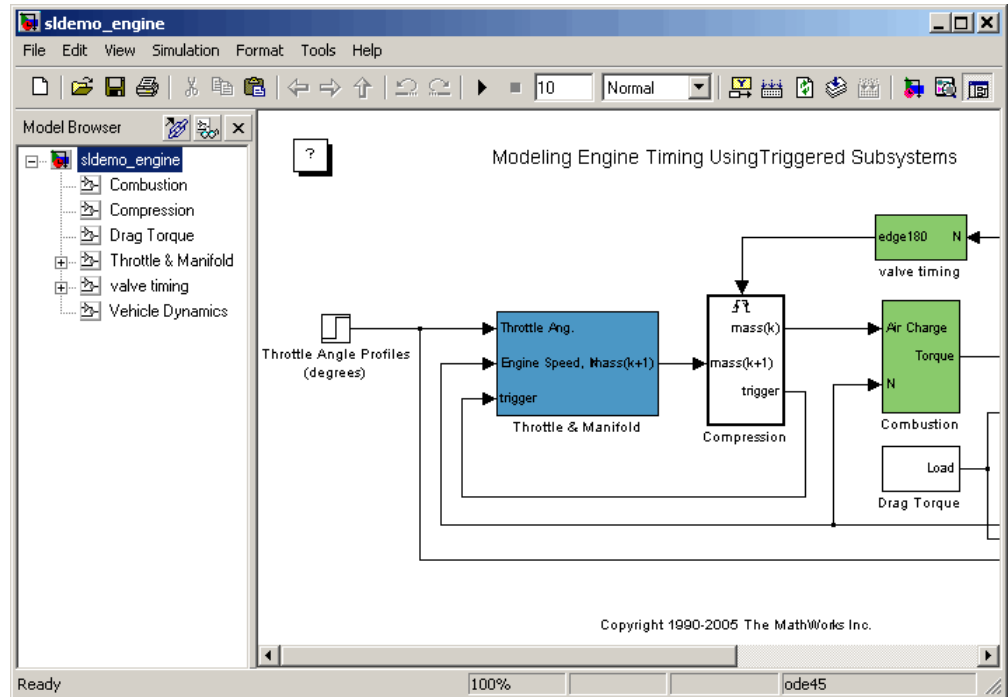 sldemo_engine
File Edit View Simulation Format Tools Help
10 Normal
Model Browser
sldemo_engine
Combustion
Compression
Drag Torque
Throttle & Manifold
valve timing
Vehicle Dynamics
?
Modeling Engine Timing UsingTriggered Subsystems
edge180 N
valve timing
Throttle Angle Profiles
(degrees)
Throttle Ang.
Engine Speed, mass(k+1)
trigger
Throttle & Manifold
mass(k)
mass(k+1)
trigger
Compression
Air Charge
Torque
N
Combustion
Load
Drag Torque
Copyright 1990-2005 The MathWorks Inc.
Ready 100% ode45